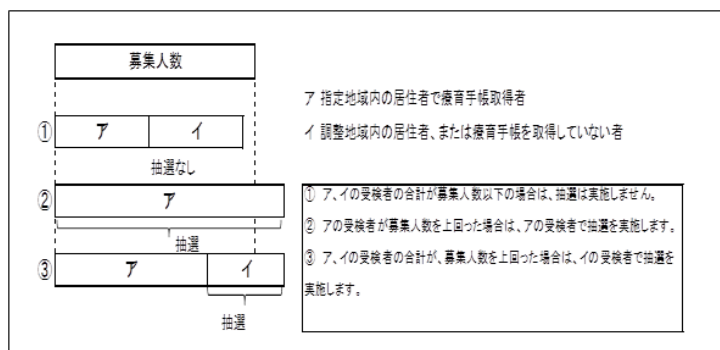 募集人数
ア 指定地域内の居住者で療育手帳取得者
イ 調整地域内の居住者、または療育手帳を取得していない者
① ア イ
抽選なし
② ア
抽選
③ ア イ
抽選
① ア、イの受検者の合計が募集人数以下の場合は、抽選は実施しません。
② アの受検者が募集人数を上回った場合は、アの受検者で抽選を実施します。
③ ア、イの受検者の合計が、募集人数を上回った場合は、イの受検者で抽選を
実施します。